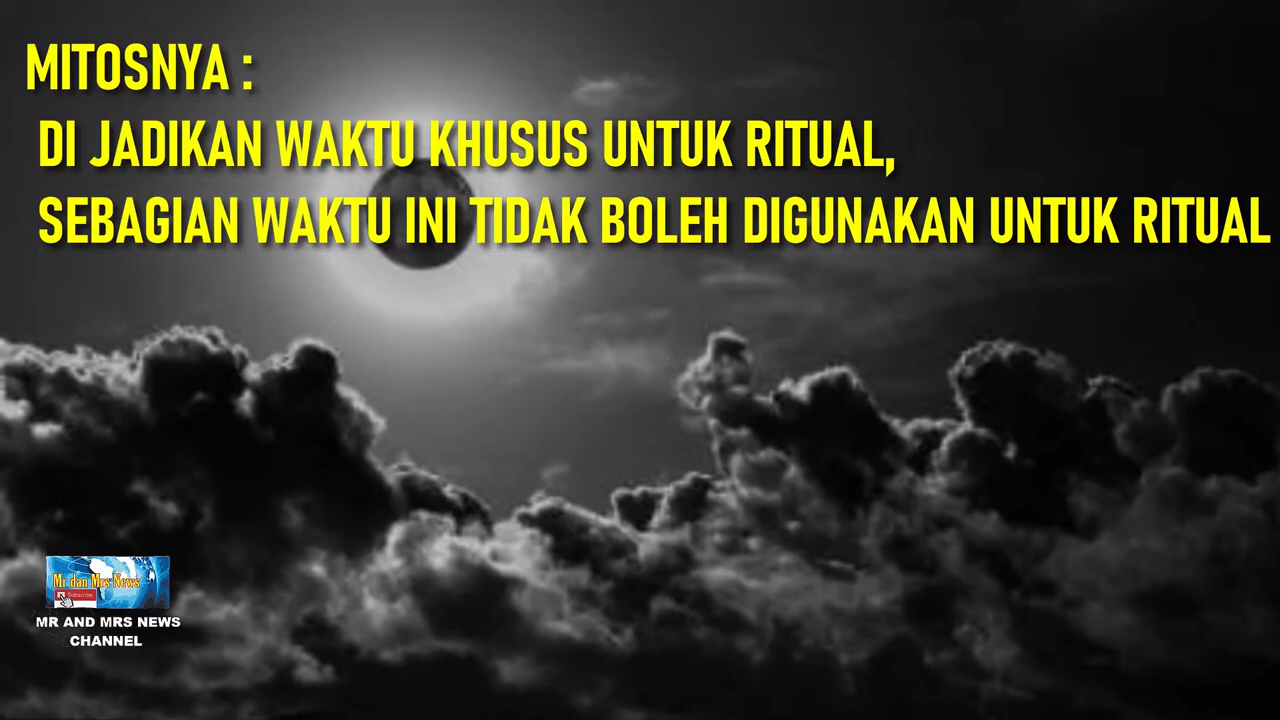 MITOSNYA :
DI JADIKAN WAKTU KHUSUS UNTUK RITUAL,
SEBAGIAN WAKTU INI TIDAK BOLEH DIGUNAKAN UNTUK RITUAL
Mr dan Mrs News
Subscribe
MR AND MRS NEWS
CHANNEL